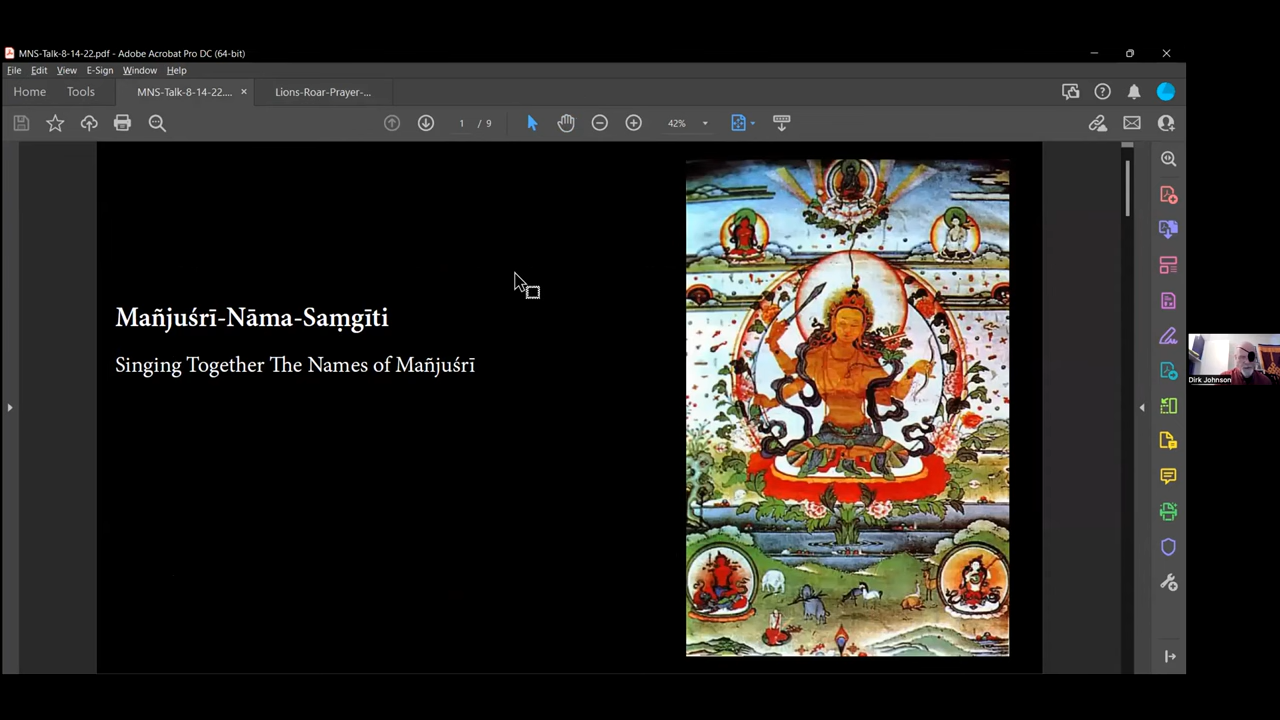 MNS-Talk-8-14-22.pdf - Adobe Acrobat Pro DC (64-bit)
File Edit View E-Sign Window Help
Home Tools MNS-Talk-8-14-22.... × Lions-Roar-Prayer-...
1 / 9 42%
Mañjuśrī-Nāma-Saṃgīti
Singing Together The Names of Mañjuśrī
Dirk Johnson